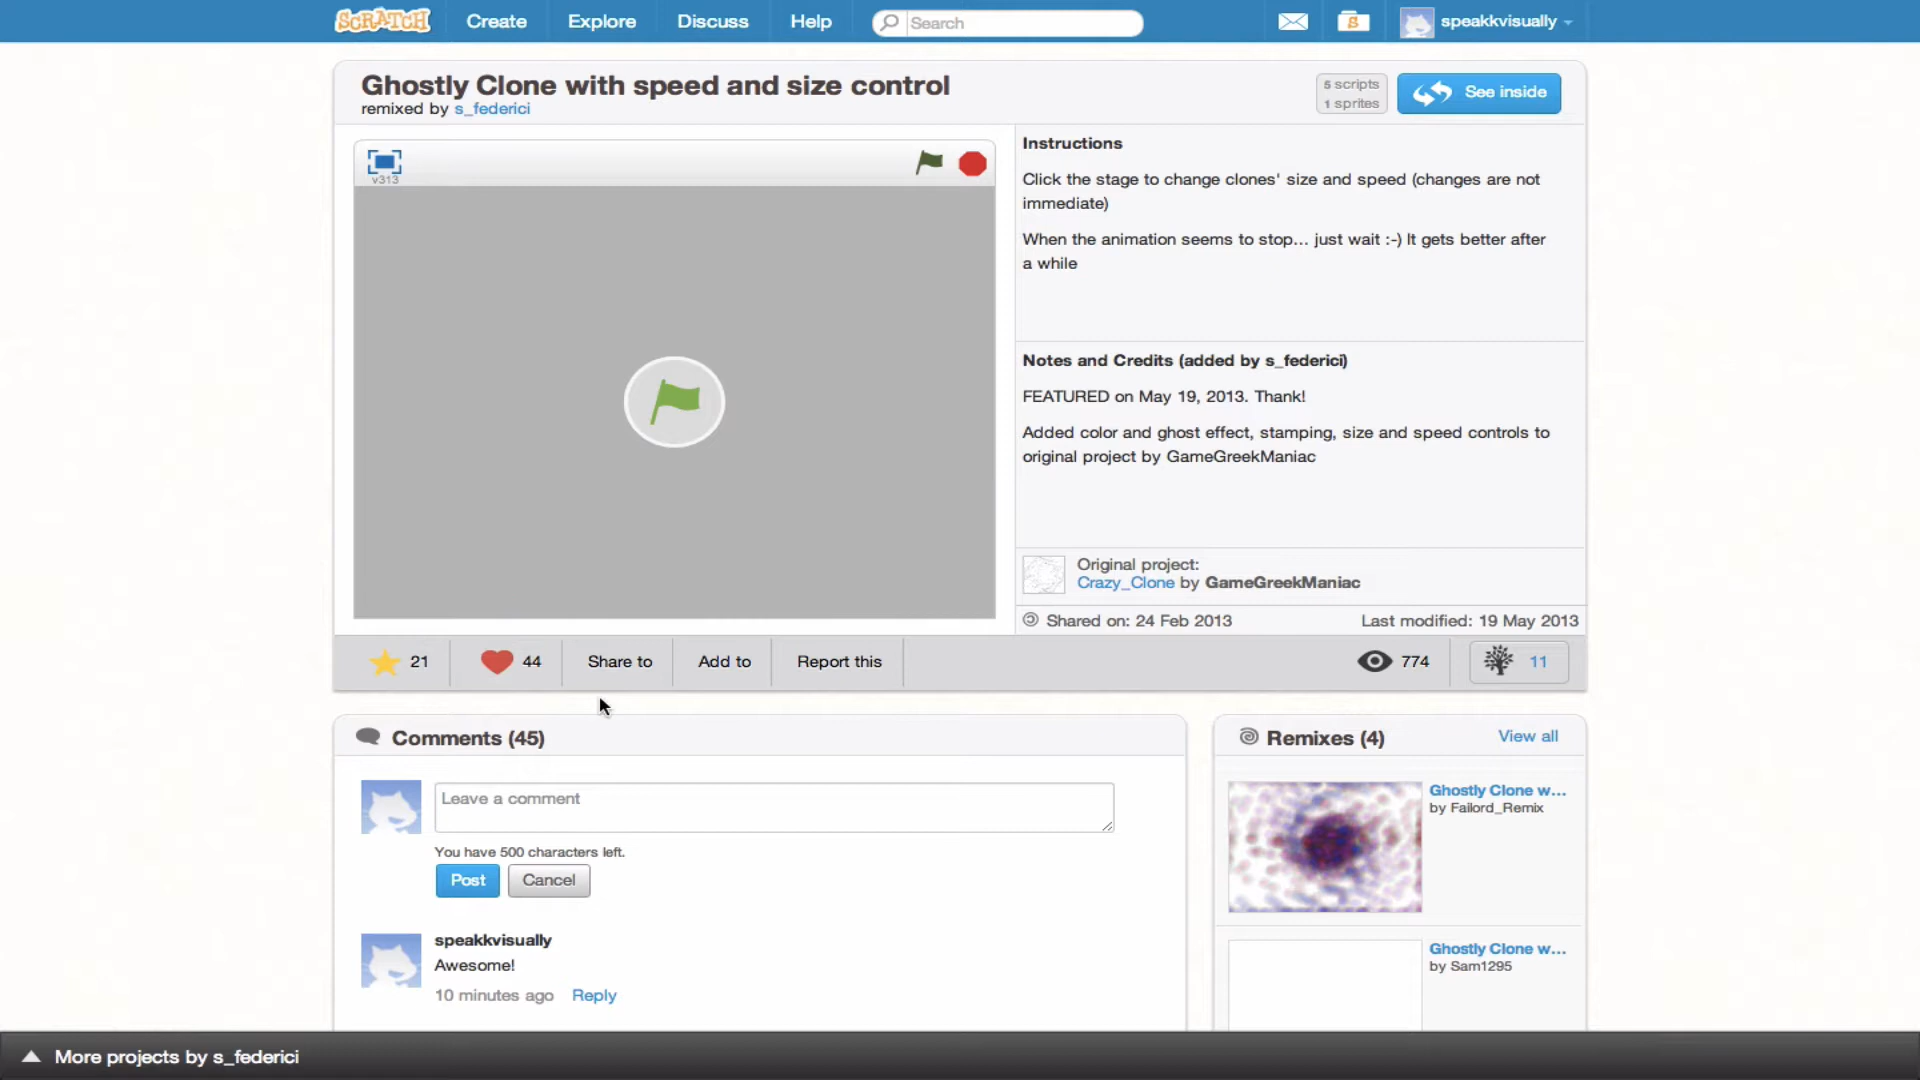 SCRATCH Create Explore Discuss Help Search speakkvisually
Ghostly Clone with speed and size control
remixed by s_federici
5 scripts
1 sprites
See inside
v313
Instructions
Click the stage to change clones' size and speed (changes are not
immediate)
When the animation seems to stop... just wait :-) It gets better after
a while
Notes and Credits (added by s_federici)
FEATURED on May 19, 2013. Thank!
Added color and ghost effect, stamping, size and speed controls to
original project by GameGreekManiac
Original project:
Crazy_Clone by GameGreekManiac
Shared on: 24 Feb 2013 Last modified: 19 May 2013
21 44 Share to Add to Report this 774 11
Comments (45)
Leave a comment
You have 500 characters left.
Post Cancel
speakkvisually
Awesome!
10 minutes ago Reply
Remixes (4) View all
Ghostly Clone w...
by Failord_Remix
Ghostly Clone w...
by Sam1295
More projects by s_federici